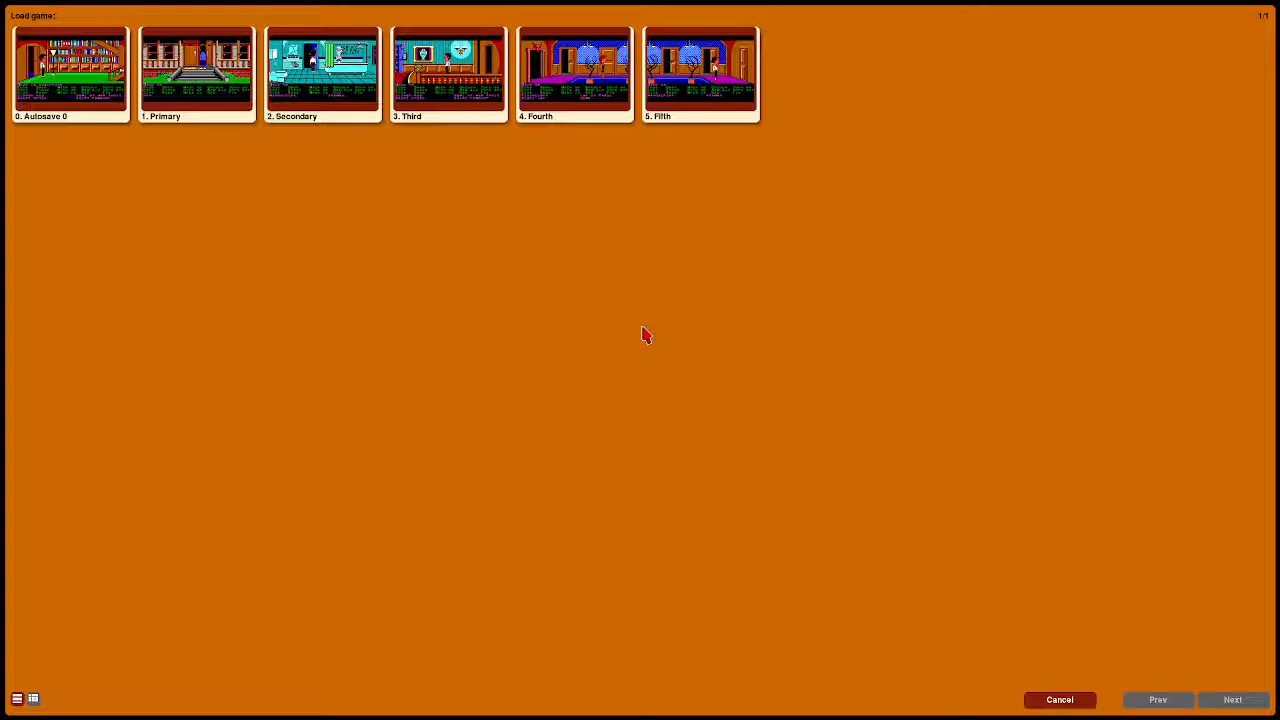 Load game:
1/1
0. Autosave 0
1. Primary
2. Secondary
3. Third
4. Fourth
5. Fifth
Cancel
Prev
Next